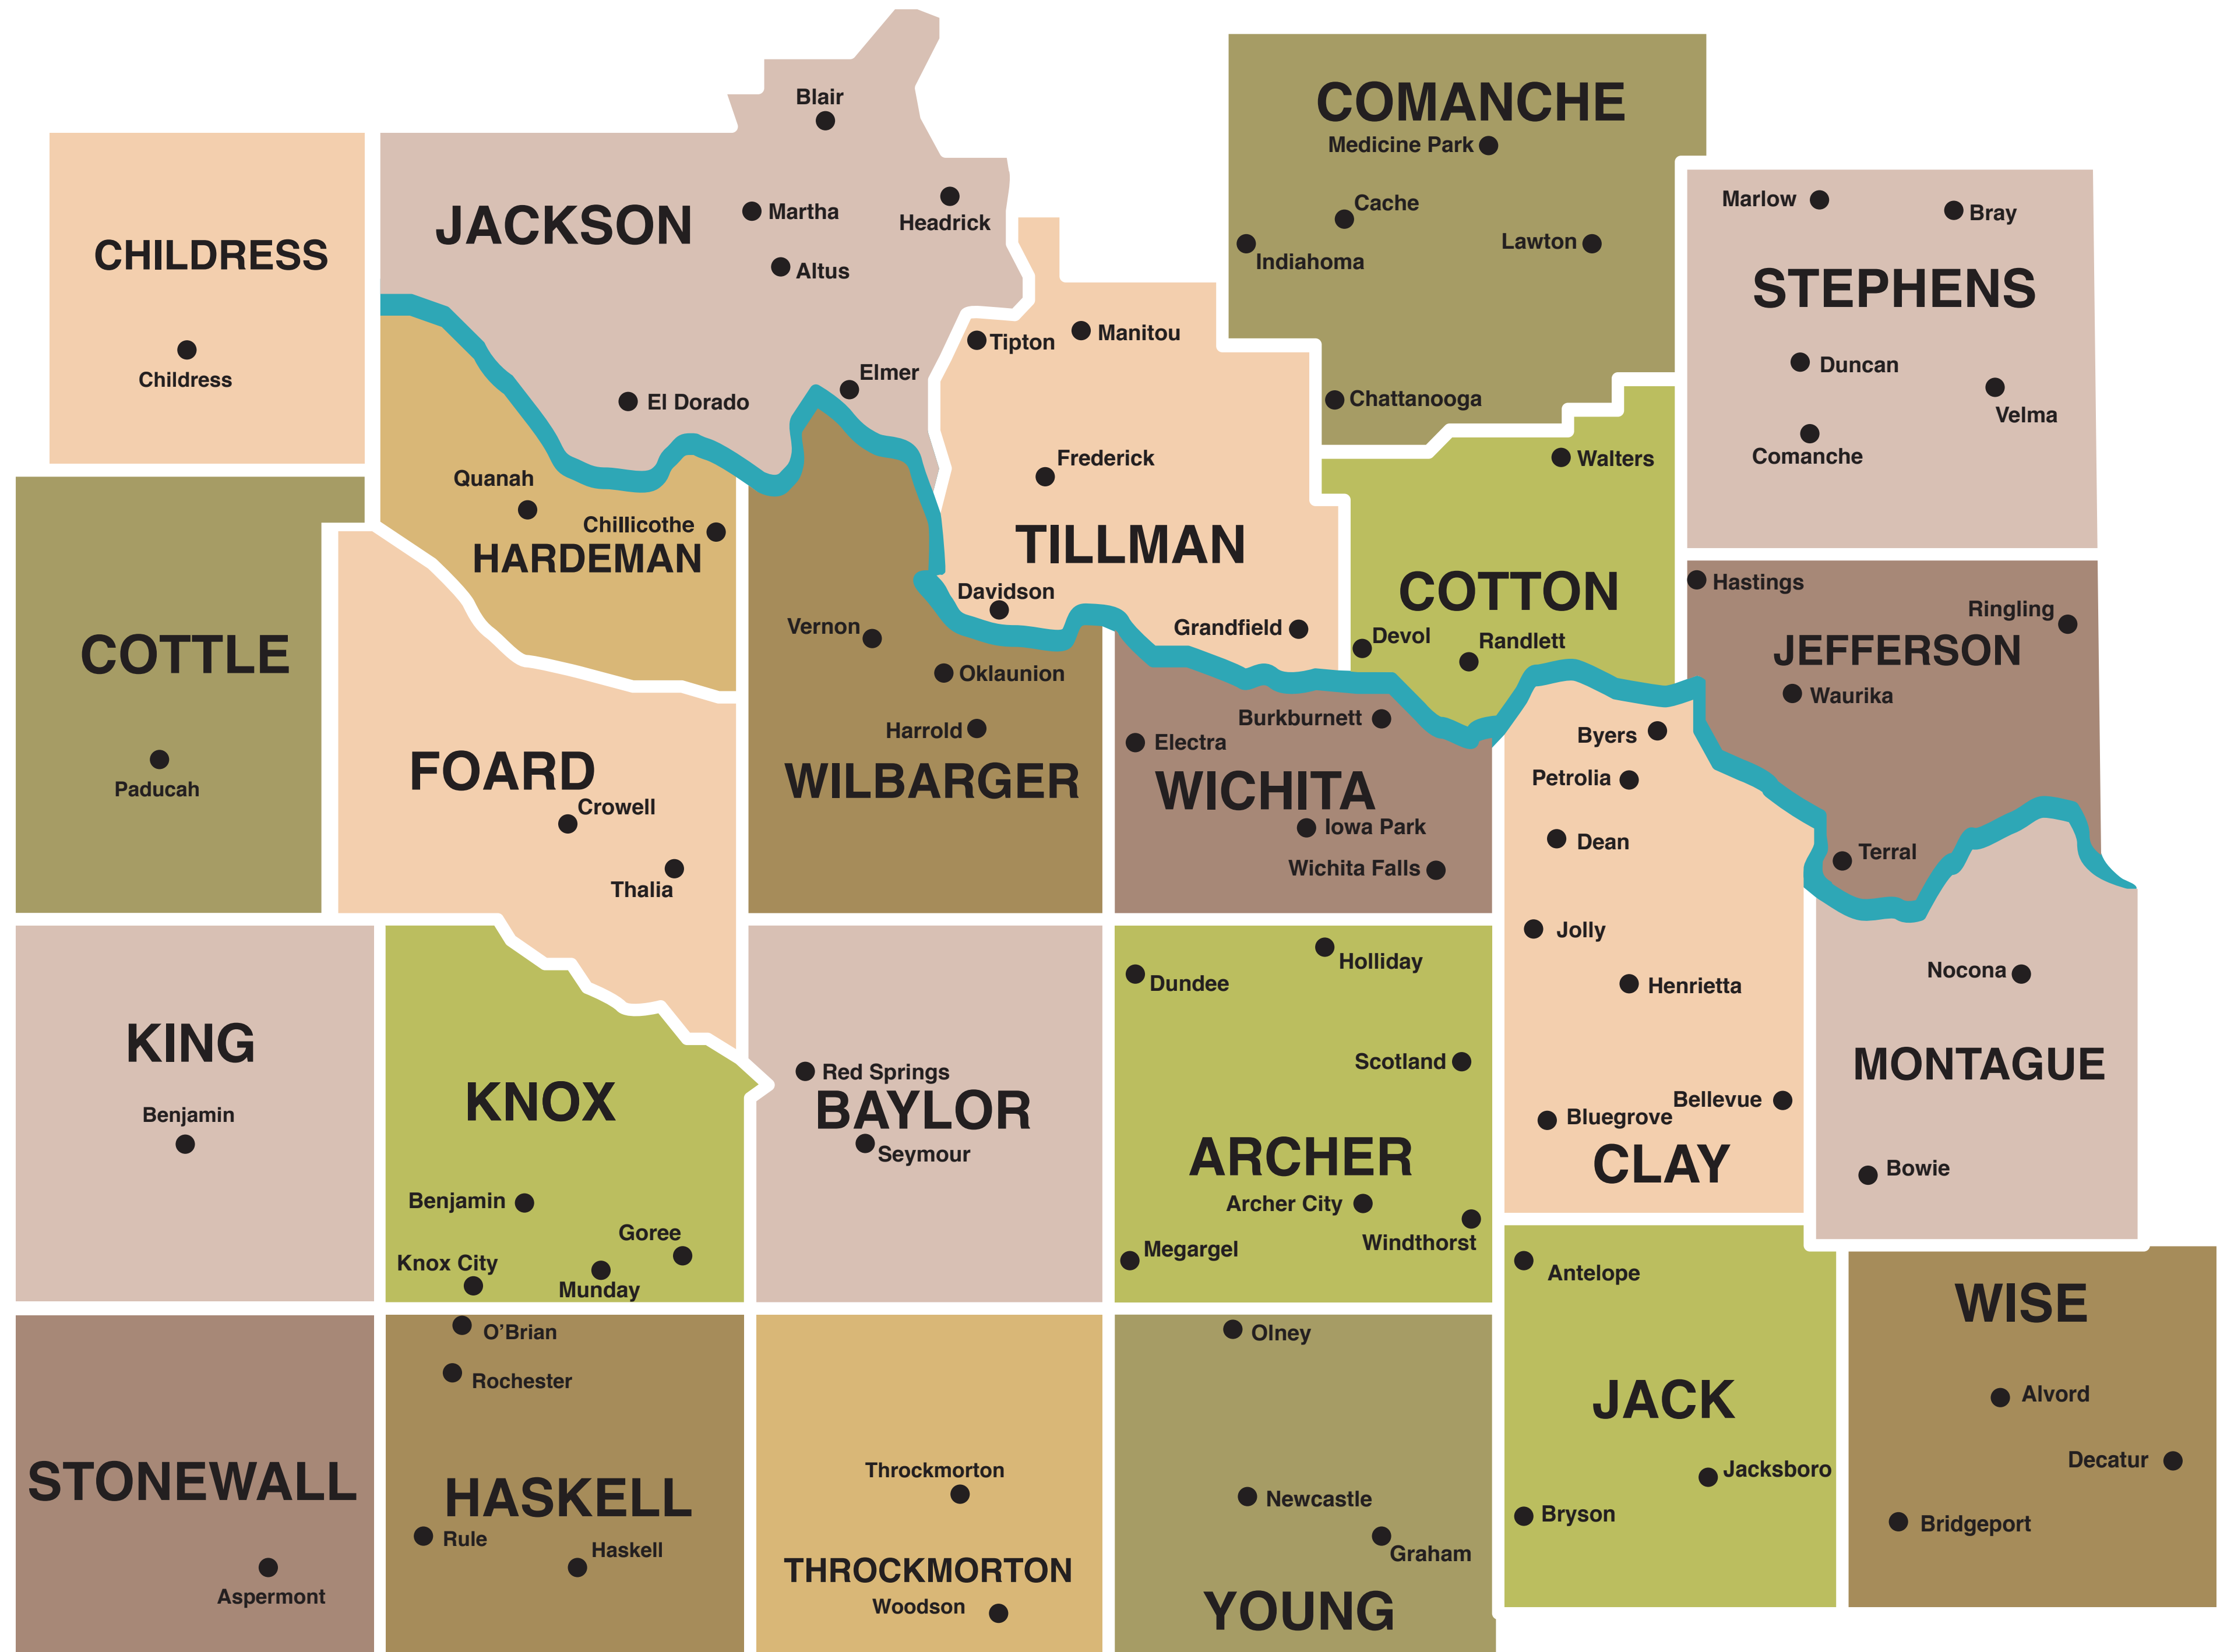 Blair
COMANCHE
Medicine Park
JACKSON
Martha
Headrick
Altus
Cache
Indiahoma
Lawton
Marlow
Bray
CHILDRESS
Childress
STEPHENS
Tipton
Manitou
Elmer
El Dorado
Chattanooga
Duncan
Velma
Comanche
Quanah
Chillicothe
HARDEMAN
Frederick
TILLMAN
Walters
COTTON
Davidson
Grandfield
Devol
Randlett
Hastings
Ringling
JEFFERSON
Waurika
Terral
COTTLE
Paducah
FOARD
Crowell
Thalia
Vernon
Oklaunion
Harrold
WILBARGER
Burkburnett
Electra
WICHITA
Iowa Park
Wichita Falls
Byers
Petrolia
Dean
Jolly
Henrietta
Bellevue
Bluegrove
CLAY
Nocona
MONTAGUE
Bowie
KING
Benjamin
KNOX
Benjamin
Goree
Knox City
Munday
Red Springs
BAYLOR
Seymour
Holliday
Dundee
Scotland
ARCHER
Archer City
Windthorst
Megargel
Antelope
JACK
Jacksboro
Bryson
WISE
Alvord
Decatur
Bridgeport
STONEWALL
Aspermont
O’Brian
Rochester
HASKELL
Rule
Haskell
Throckmorton
THROCKMORTON
Woodson
Olney
Newcastle
Graham
YOUNG